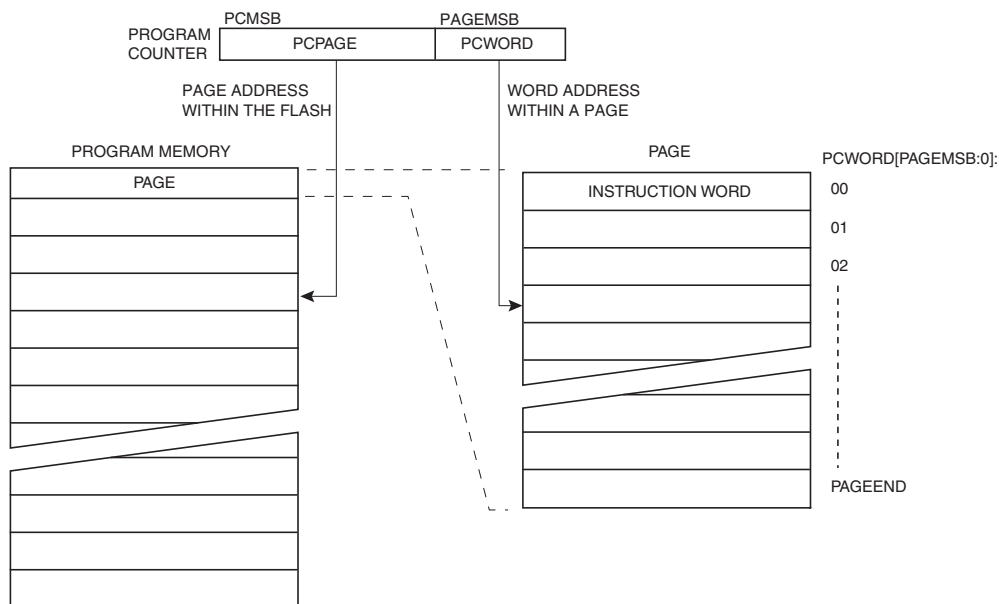 PCMSB
PAGEMSB
PROGRAM
COUNTER
PCPAGE
PCWORD
PAGE ADDRESS
WITHIN THE FLASH
WORD ADDRESS
WITHIN A PAGE
PROGRAM MEMORY
PAGE
PCWORD[PAGEMSB:0]:
PAGE
INSTRUCTION WORD
00
01
02
PAGEEND